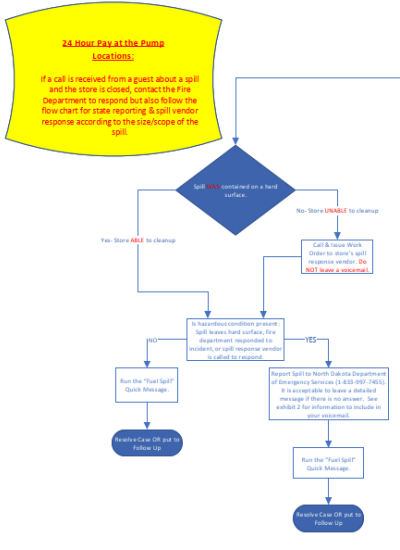 24 Hour Pay at the Pump
Locations:
If a call is received from a guest about a spill
and the store is closed, contact the Fire
Department to respond but also follow the
flow chart for state reporting & spill vendor
response according to the size/scope of the
spill.
Spill contained on a hard
surface.
Yes- Store ABLE to cleanup
No- Store UNABLE to cleanup
Call & Issue Work
Order to store's spill
response vendor. Do
NOT leave a voicemail.
Is hazardous condition present:
Spill leaves hard surface, fire
department responded to
incident, or spill response vendor
is called to respond.
NO
YES
Run the "Fuel Spill"
Quick Message.
Report Spill to North Dakota Department
of Emergency Services (1-833-997-7455).
It is acceptable to leave a detailed
message if there is no answer. See
exhibit 2 for information to include in
your voicemail.
Resolve Case OR put to
Follow Up
Run the "Fuel Spill"
Quick Message.
Resolve Case OR put to
Follow Up